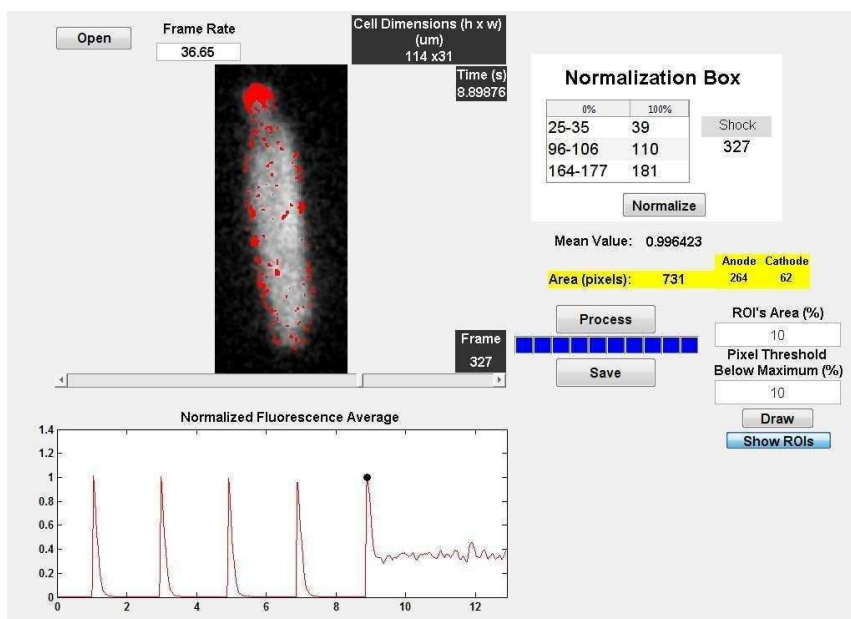 Open
Frame Rate
36.65
Cell Dimensions (h x w)
(um)
114 x31
Time (s)
8.89876
Normalization Box
0% 100%
25-35 39
96-106 110
164-177 181
Shock
327
Normalize
Mean Value: 0.996423
Anode Cathode
Area (pixels): 731 264 62
Process
Save
ROI's Area (%)
10
Pixel Threshold
Below Maximum (%)
10
Draw
Show ROIs
Frame
327
Normalized Fluorescence Average
1.4
1.2
1
0.8
0.6
0.4
0.2
0
0 2 4 6 8 10 12